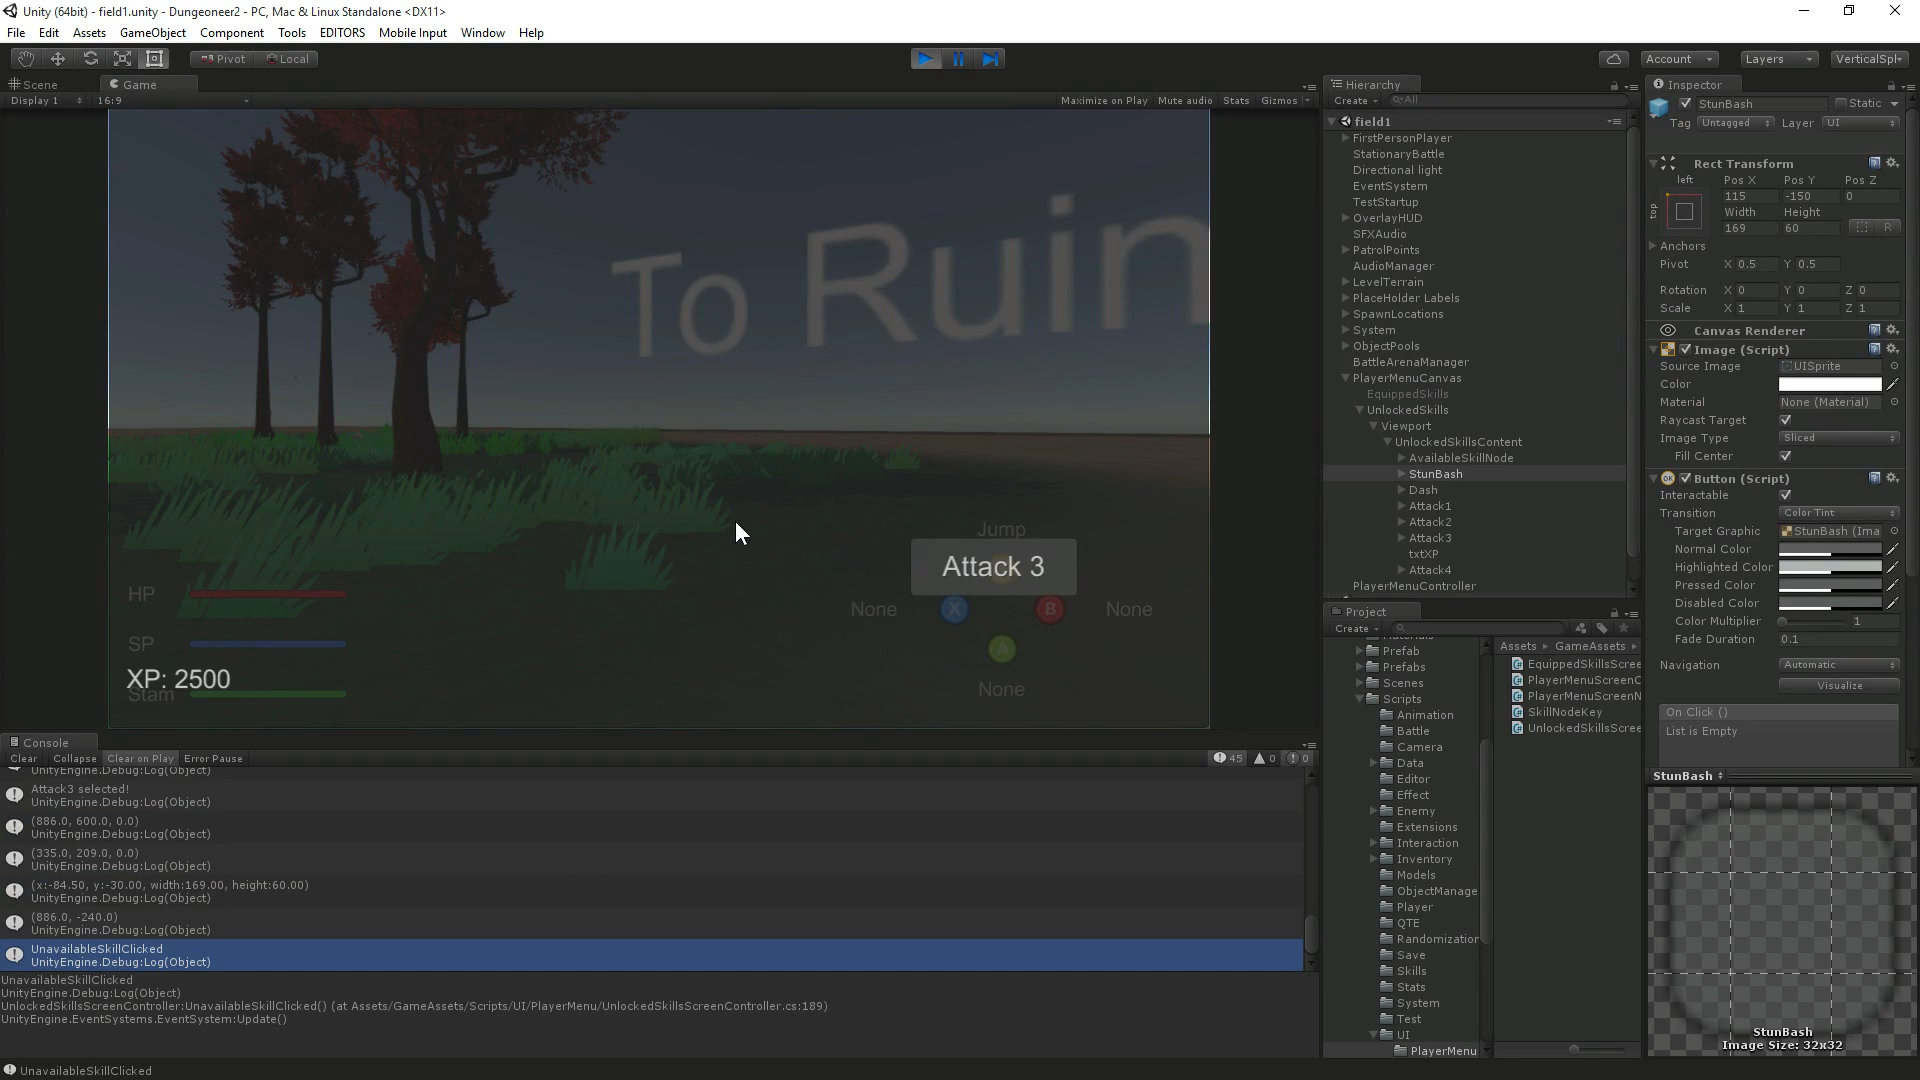 Unity (64bit) - field1.unity - Dungeoneer2 - PC, Mac & Linux Standalone <DX11>
File Edit Assets GameObject Component Tools EDITORS Mobile Input Window Help
Pivot Local Account Layers VerticalSpl
Scene Game
Display 1 16:9 Maximize on Play Mute audio Stats Gizmos
To Ruin
Jump
Attack 3
None X B None
A
None
HP
SP
XP: 2500
Stam
Console
Clear Collapse Clear on Play Error Pause 45 0 0
UnityEngine.Debug:Log(Object)
Attack3 selected!
UnityEngine.Debug:Log(Object)
(886.0, 600.0, 0.0)
UnityEngine.Debug:Log(Object)
(335.0, 209.0, 0.0)
UnityEngine.Debug:Log(Object)
(x:-84.50, y:-30.00, width:169.00, height:60.00)
UnityEngine.Debug:Log(Object)
(886.0, -240.0)
UnityEngine.Debug:Log(Object)
UnavailableSkillClicked
UnityEngine.Debug:Log(Object)
UnavailableSkillClicked
UnityEngine.Debug:Log(Object)
UnlockedSkillsScreenController:UnavailableSkillClicked() (at Assets/GameAssets/Scripts/UI/PlayerMenu/UnlockedSkillsScreenController.cs:189)
UnityEngine.EventSystems.EventSystem:Update()
UnavailableSkillClicked
Hierarchy
Create All
field1
FirstPersonPlayer
StationaryBattle
Directional light
EventSystem
TestStartup
OverlayHUD
SFXAudio
PatrolPoints
AudioManager
LevelTerrain
PlaceHolder Labels
SpawnLocations
System
ObjectPools
BattleArenaManager
PlayerMenuCanvas
EquippedSkills
UnlockedSkills
Viewport
UnlockedSkillsContent
AvailableSkillNode
StunBash
Dash
Attack1
Attack2
Attack3
txtXP
Attack4
PlayerMenuController
Project
Create
Prefab
Prefabs
Scenes
Scripts
Animation
Battle
Camera
Data
Editor
Effect
Enemy
Extensions
Interaction
Inventory
Models
ObjectManage
Player
QTE
Randomization
Save
Skills
Stats
System
Test
UI
PlayerMenu
Assets GameAssets
EquippedSkillsScree
PlayerMenuScreenC
PlayerMenuScreenN
SkillNodeKey
UnlockedSkillsScree
Inspector
StunBash Static
Tag Untagged Layer UI
Rect Transform
left Pos X Pos Y Pos Z
top 115 -150 0
Width Height
169 60 R
Anchors
Pivot X 0.5 Y 0.5
Rotation X 0 Y 0 Z 0
Scale X 1 Y 1 Z 1
Canvas Renderer
Image (Script)
Source Image UISprite
Color
Material None (Material)
Raycast Target
Image Type Sliced
Fill Center
Button (Script)
Interactable
Transition Color Tint
Target Graphic StunBash (Ima
Normal Color
Highlighted Color
Pressed Color
Disabled Color
Color Multiplier 1
Fade Duration 0.1
Navigation Automatic
Visualize
On Click ()
List is Empty
StunBash
StunBash
Image Size: 32x32